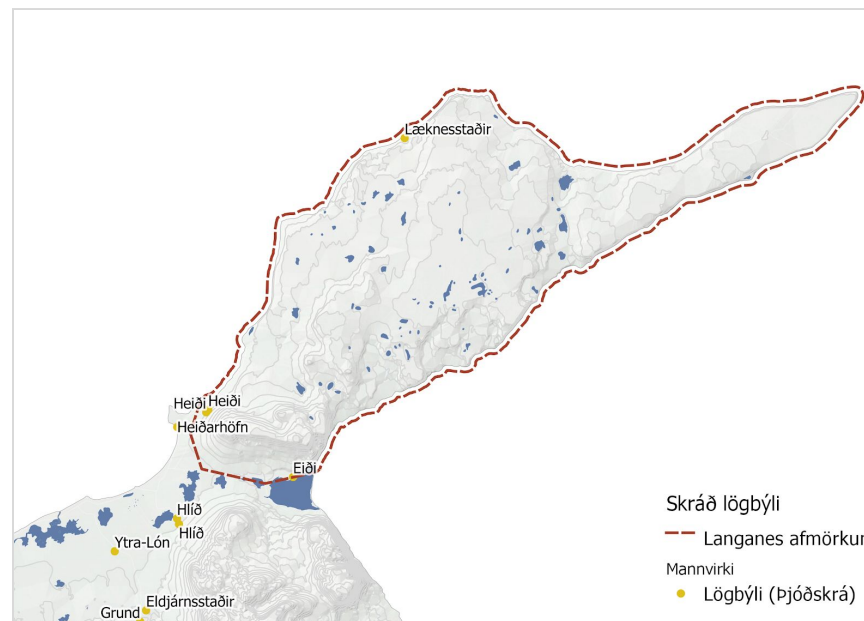 Læknesstaðir
Heiði
Heiði
Heiðarhöfn
Eiði
Hlíð
Hlíð
Ytra-Lón
Eldjárnsstaðir
Grund
Skráð lögbýli
Langanes afmörkun
Mannvirki
Lögbýli (Þjóðskrá)